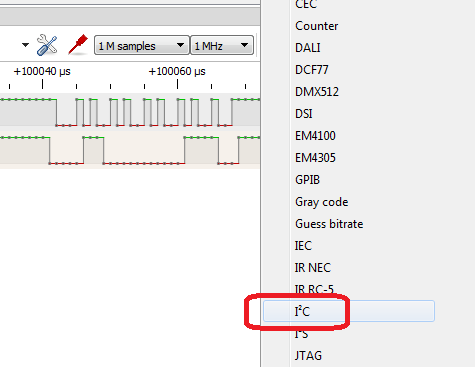 CEC
Counter
1 M samples 1 MHz
DALI
+100040 µs +100060 µs
DCF77
DMX512
DSI
EM4100
EM4305
GPIB
Gray code
Guess bitrate
IEC
IR NEC
IR RC-5
I²C
I²S
JTAG